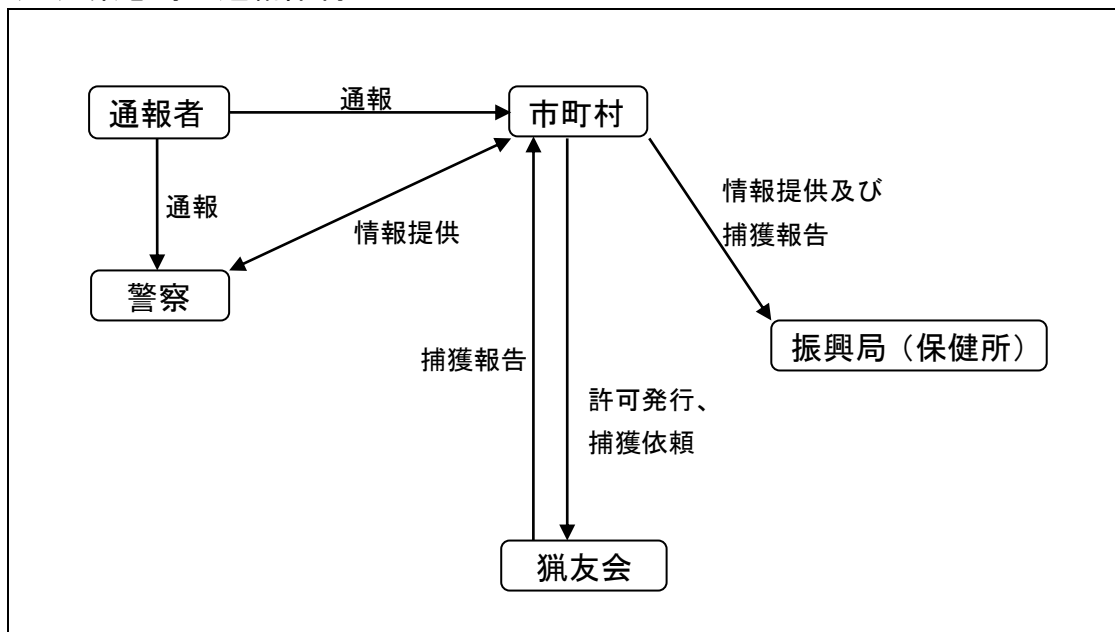 通報者
通報
市町村
通報
情報提供
警察
情報提供及び
捕獲報告
振興局（保健所）
捕獲報告
許可発行、
捕獲依頼
猟友会